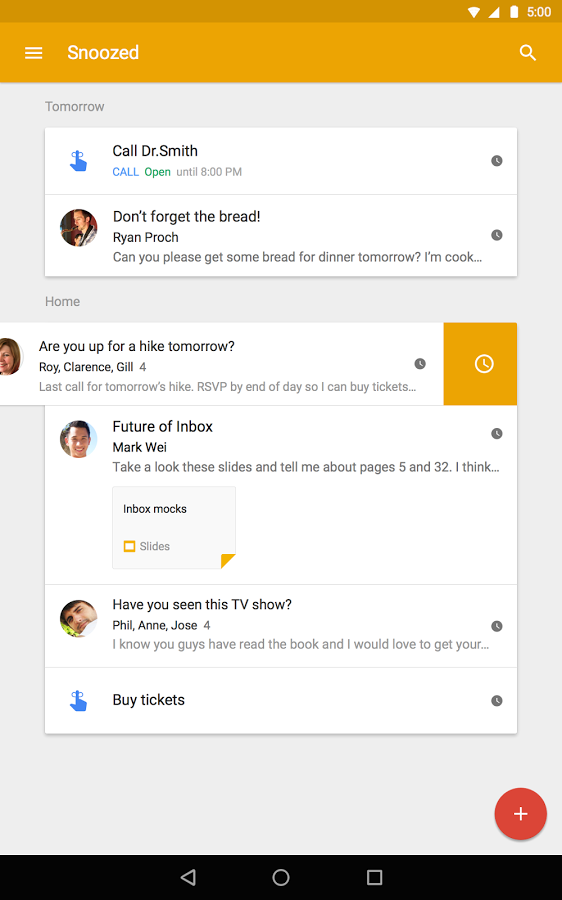 5:00
Snoozed
Tomorrow
Call Dr.Smith
CALL Open until 8:00 PM
Don't forget the bread!
Ryan Proch
Can you please get some bread for dinner tomorrow? I'm cook...
Home
Are you up for a hike tomorrow?
Roy, Clarence, Gill 4
Last call for tomorrow's hike. RSVP by end of day so I can buy tickets...
Future of Inbox
Mark Wei
Take a look these slides and tell me about pages 5 and 32. I think...
Inbox mocks
Slides
Have you seen this TV show?
Phil, Anne, Jose 4
I know you guys have read the book and I would love to get your...
Buy tickets